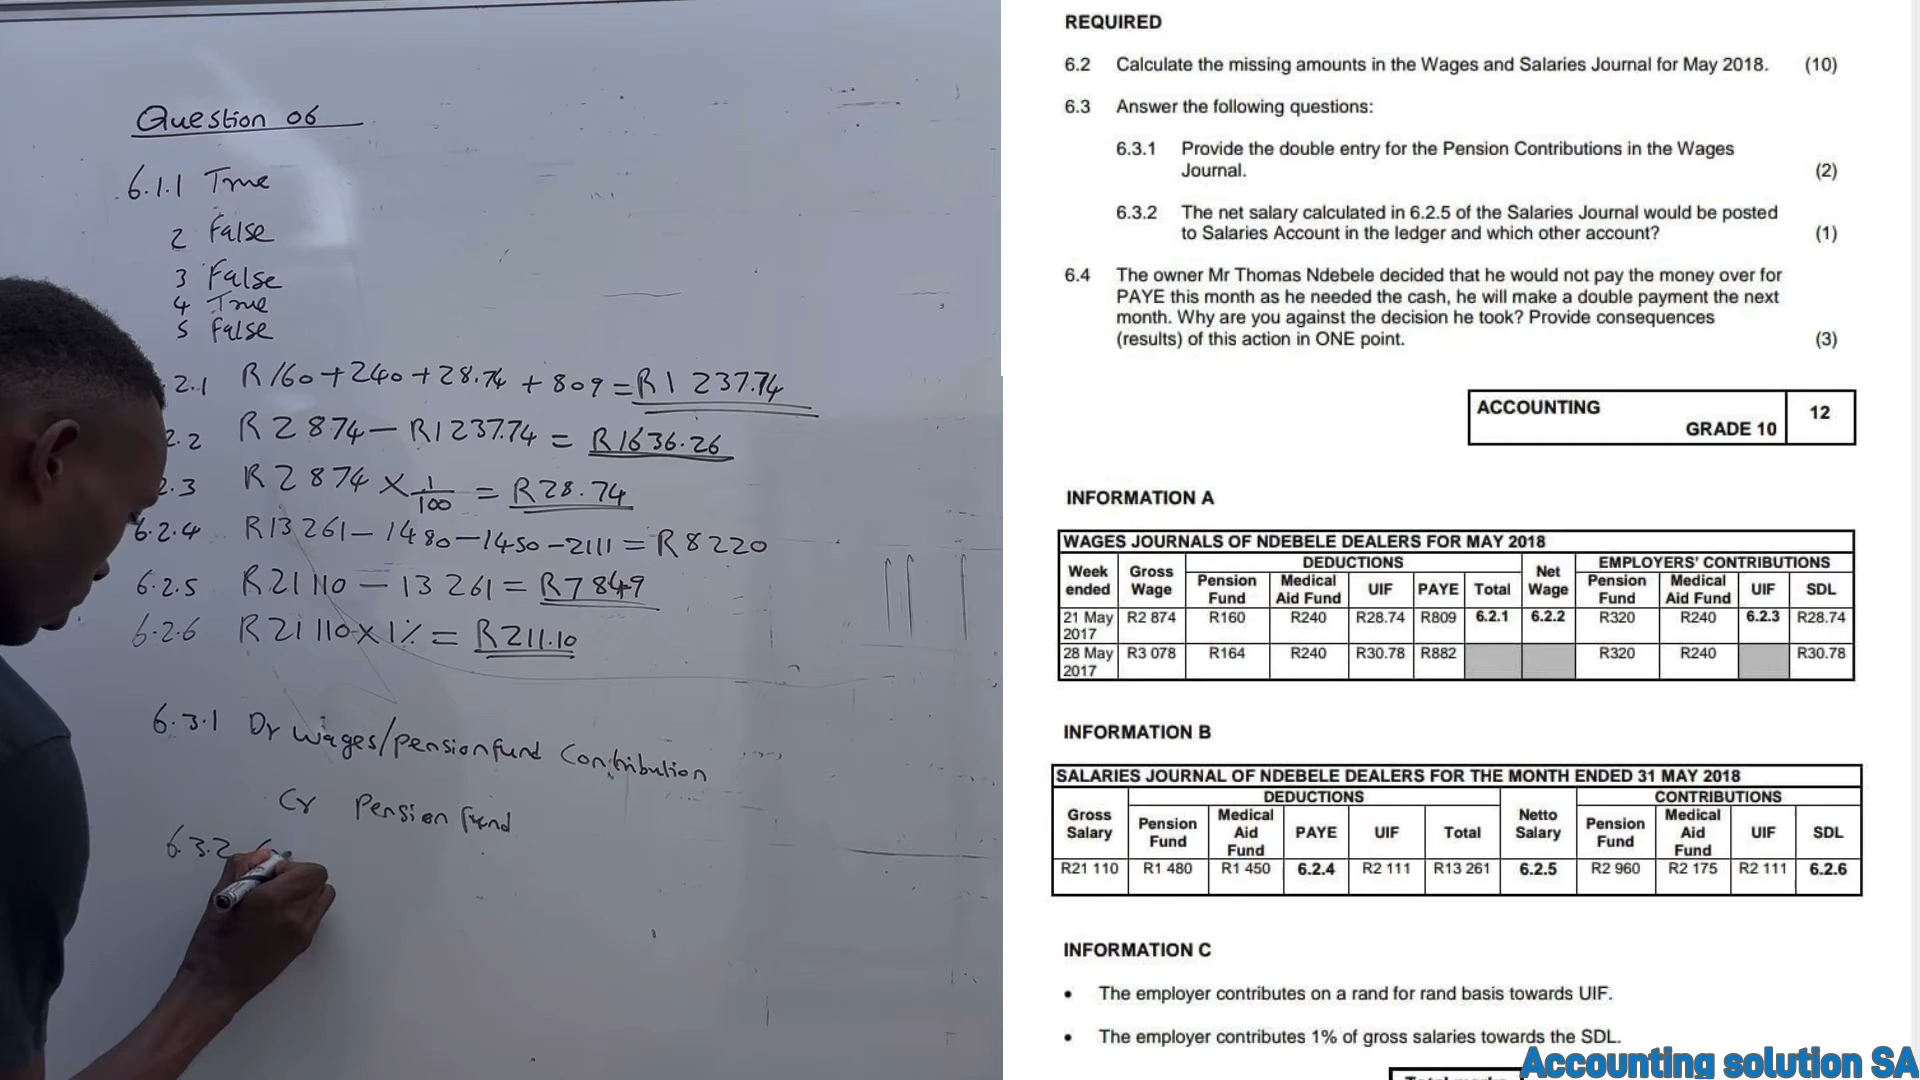 Question 06
6.1.1 True
2 False
3 False
4 True
5 False
.2.1 R160+240+28.74+809=R1 237.74
2.2 R2874-R1237.74=R1636.26
2.3 R2874×1/100=R28.74
6.2.4 R13261-1480-1450-2111=R8220
6.2.5 R21110-13261=R7849
6.2.6 R21110×1%=R211.10
6.3.1 Dr Wages/pension fund Contribution
Cr Pension fund
6.3.2
REQUIRED
6.2 Calculate the missing amounts in the Wages and Salaries Journal for May 2018. (10)
6.3 Answer the following questions:
6.3.1 Provide the double entry for the Pension Contributions in the Wages
Journal. (2)
6.3.2 The net salary calculated in 6.2.5 of the Salaries Journal would be posted
to Salaries Account in the ledger and which other account? (1)
6.4 The owner Mr Thomas Ndebele decided that he would not pay the money over for
PAYE this month as he needed the cash, he will make a double payment the next
month. Why are you against the decision he took? Provide consequences
(results) of this action in ONE point. (3)
ACCOUNTING 12
GRADE 10
INFORMATION A
WAGES JOURNALS OF NDEBELE DEALERS FOR MAY 2018
Week ended Gross Wage DEDUCTIONS Net Wage EMPLOYERS' CONTRIBUTIONS
Pension Fund Medical Aid Fund UIF PAYE Total Pension Fund Medical Aid Fund UIF SDL
21 May 2017 R2 874 R160 R240 R28.74 R809 6.2.1 6.2.2 R320 R240 6.2.3 R28.74
28 May 2017 R3 078 R164 R240 R30.78 R882 R320 R240 R30.78
INFORMATION B
SALARIES JOURNAL OF NDEBELE DEALERS FOR THE MONTH ENDED 31 MAY 2018
Gross Salary DEDUCTIONS Netto Salary CONTRIBUTIONS
Pension Fund Medical Aid Fund PAYE UIF Total Pension Fund Medical Aid Fund UIF SDL
R21 110 R1 480 R1 450 6.2.4 R2 111 R13 261 6.2.5 R2 960 R2 175 R2 111 6.2.6
INFORMATION C
• The employer contributes on a rand for rand basis towards UIF.
• The employer contributes 1% of gross salaries towards the SDL.
Accounting solution SA